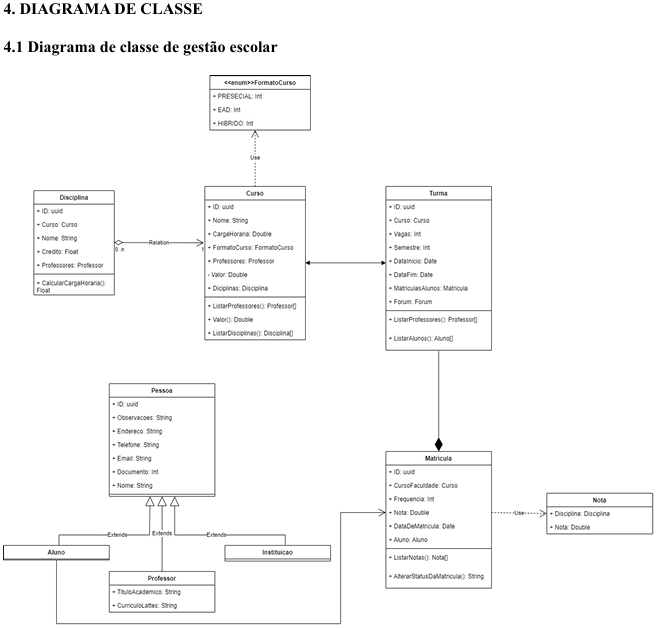 4. DIAGRAMA DE CLASSE
4.1 Diagrama de classe de gestão escolar
<<enum>>FormatoCurso
+ PRESECIAL: Int
+ EAD: Int
+ HIBRIDO: Int
Use
Disciplina
+ ID: uuid
+ Curso: Curso
+ Nome: String
+ Credito: Float
+ Professores: Professor
+ CalcularCargaHoraria():
Float
0..n
Relation
1
Curso
+ ID: uuid
+ Nome: String
+ CargaHoraria: Double
+ FormatoCurso: FormatoCurso
+ Professores: Professor
- Valor: Double
+ Diciplinas: Disciplina
+ ListarProfessores(): Professor[]
+ Valor(): Double
+ ListarDisciplinas(): Disciplina[]
Turma
+ ID: uuid
+ Curso: Curso
+ Vagas: Int
+ Semestre: Int
+ DataInicio: Date
+ DataFim: Date
+ MatriculasAlunos: Matricula
+ Forum: Forum
+ ListarProfessores(): Professor[]
+ ListarAlunos(): Aluno[]
Pessoa
+ ID: uuid
+ Observacoes: String
+ Endereco: String
+ Telefone: String
+ Email: String
+ Documento: Int
+ Nome: String
Extends
Extends
Extends
Aluno
Instituicao
Professor
+ TituloAcademico: String
+ CurriculoLattes: String
Matricula
+ ID: uuid
+ CursoFaculdade: Curso
+ Frequencia: Int
+ Nota: Double
+ DataDeMatricula: Date
+ Aluno: Aluno
+ ListarNotas(): Nota[]
+ AlterarStatusDaMatricula(): String
Use
Nota
+ Disciplina: Disciplina
+ Nota: Double